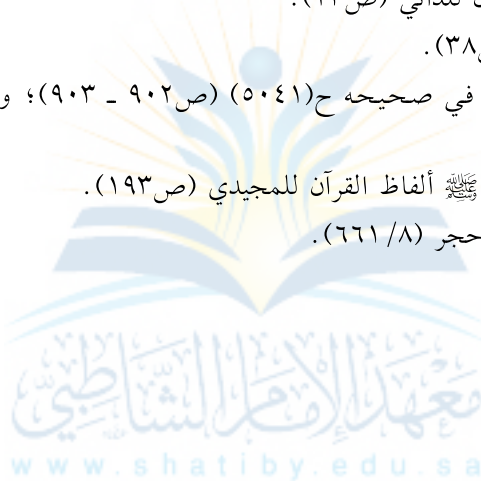 للداني
٣٨).
في صحيحه ح(٥٠٤١) (ص٩٠٢ ـ ٩٠٣)؛ و
ﷺ ألفاظ القرآن للمجيدي (ص١٩٣).
حجر (٨/٦٦١).
معهد الإمام الشاطبي
www.shatiby.edu.sa